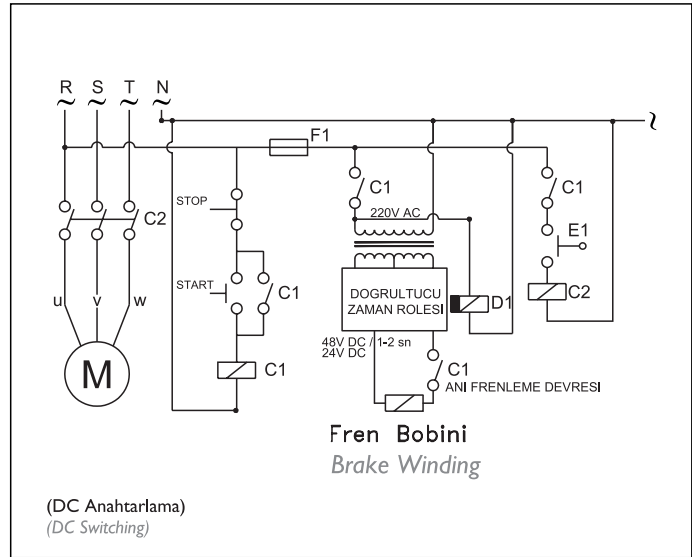 R S T N
F1
STOP
START
C1
C1
C2
u v w
M
C1
220V AC
DOGRULTUCU
ZAMAN ROLESI
D1
48V DC / 1-2 sn
24V DC
C1
ANI FRENLEME DEVRESI
C1
E1
C2
Fren Bobini
Brake Winding
(DC Anahtarlama)
(DC Switching)